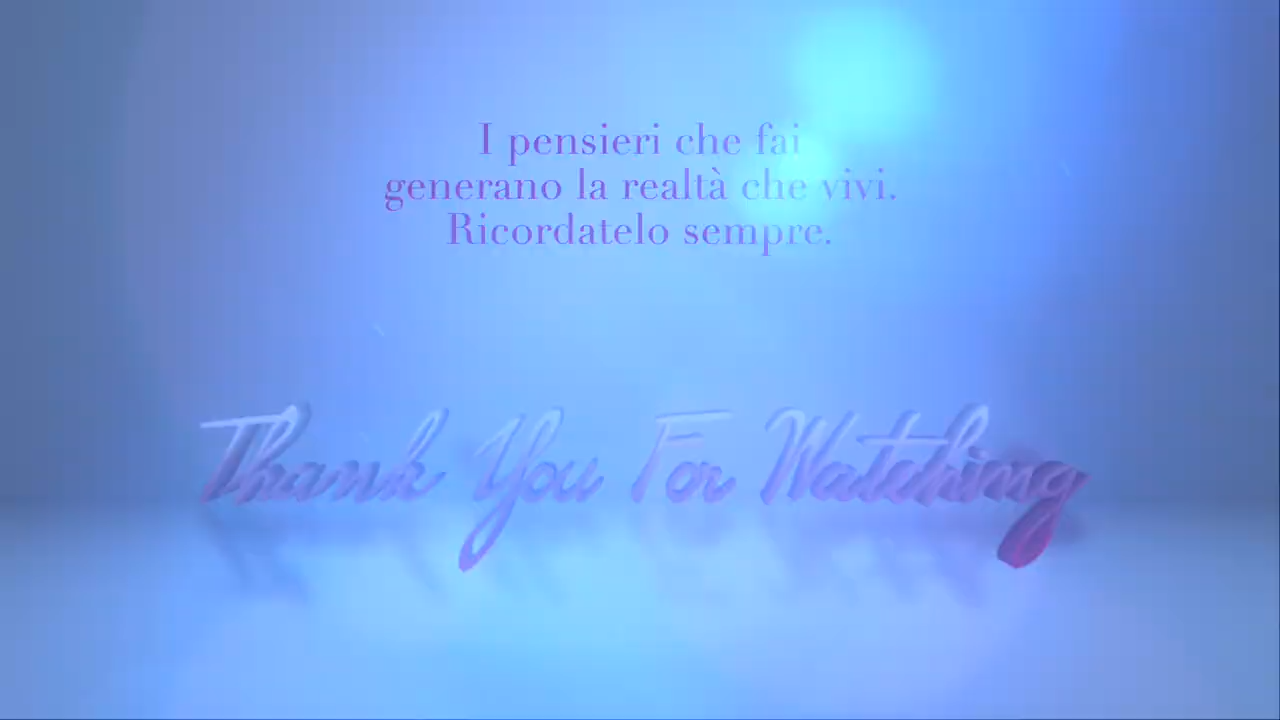 I pensieri che fai
generano la realtà che vivi.
Ricordatelo sempre.
Thank You For Watching